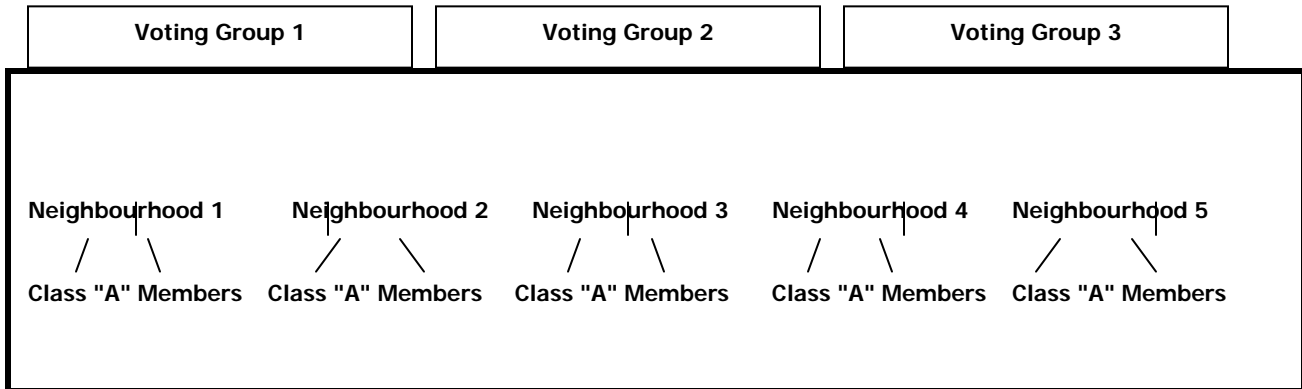 Voting Group 1 Voting Group 2 Voting Group 3
Neighbourhood 1 Neighbourhood 2 Neighbourhood 3 Neighbourhood 4 Neighbourhood 5
Class "A" Members Class "A" Members Class "A" Members Class "A" Members Class "A" Members